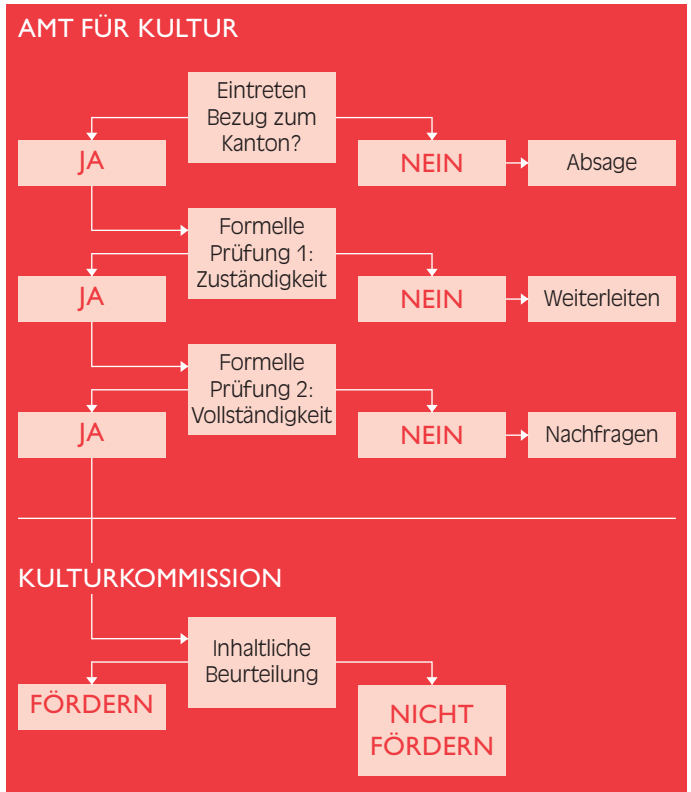 AMT FÜR KULTUR
Eintreten
Bezug zum
Kanton?
JA
NEIN
Absage
Formelle
Prüfung 1:
Zuständigkeit
JA
NEIN
Weiterleiten
Formelle
Prüfung 2:
Vollständigkeit
JA
NEIN
Nachfragen
KULTURKOMMISSION
Inhaltliche
Beurteilung
FÖRDERN
NICHT
FÖRDERN